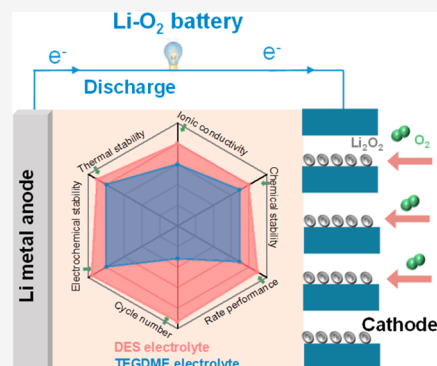 Li-O₂ battery
e⁻
e⁻
Discharge
Ionic conductivity
Thermal stability
Chemical stability
Electrochemical stability
Rate performance
Cycle number
Li metal anode
Li₂O₂
O₂
Cathode
DES electrolyte
TEGDME electrolyte